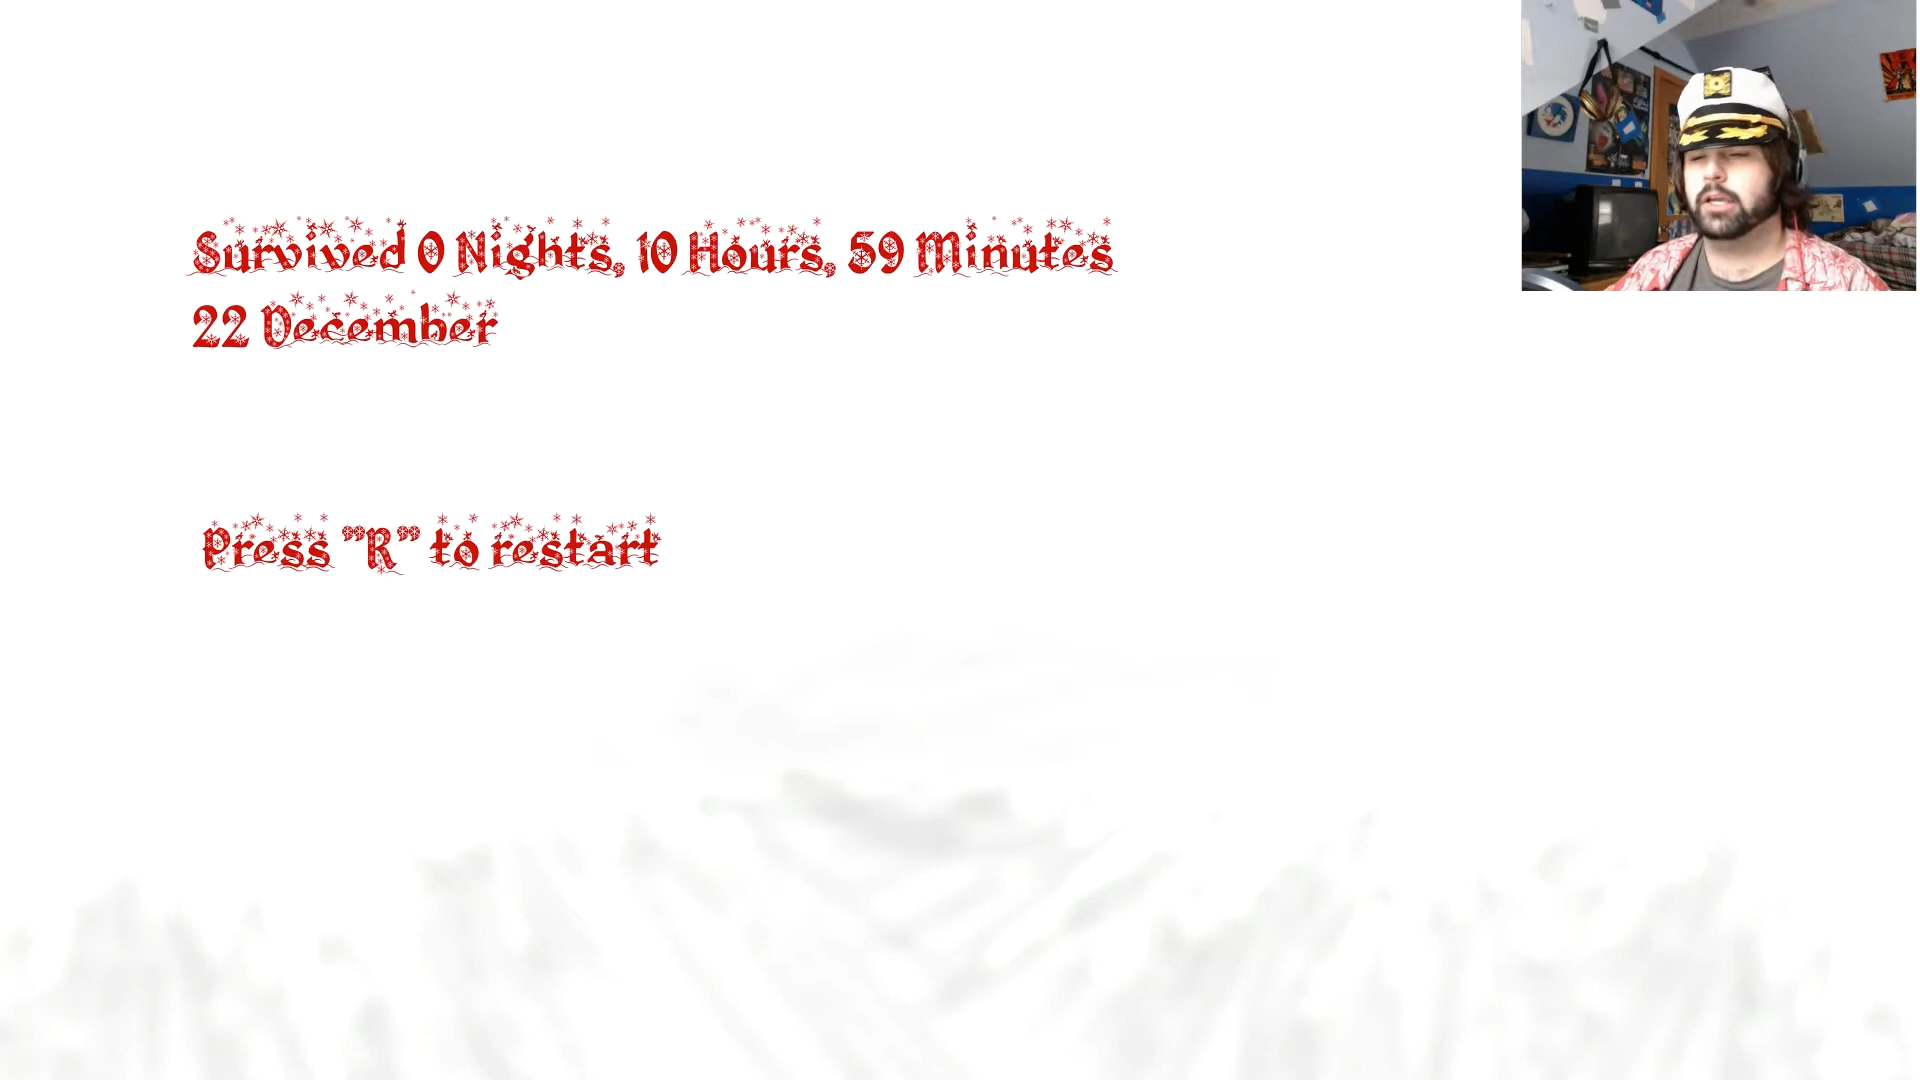 Survived 0 Nights, 10 Hours, 59 Minutes
22 December
Press "R" to restart